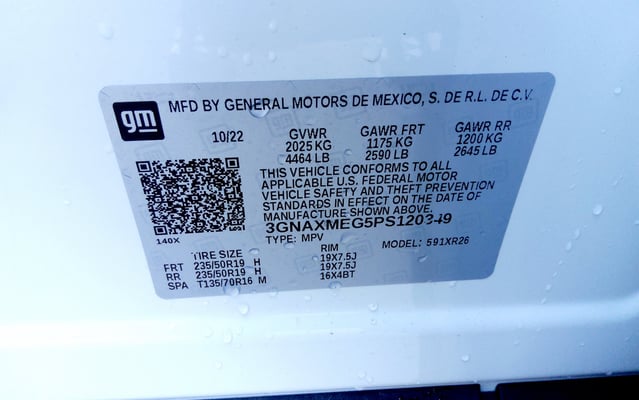 gm
MFD BY GENERAL MOTORS DE MEXICO, S. DE R.L. DE C.V.
10/22
GVWR GAWR FRT GAWR RR
2025 KG 1175 KG 1200 KG
4464 LB 2590 LB 2645 LB
THIS VEHICLE CONFORMS TO ALL
APPLICABLE U.S. FEDERAL MOTOR
VEHICLE SAFETY AND THEFT PREVENTION
STANDARDS IN EFFECT ON THE DATE OF
MANUFACTURE SHOWN ABOVE.
140X
TYPE: MPV MODEL: 591XR26
TIRE SIZE RIM
FRT 235/50R19 H 19X7.5J
RR 235/50R19 H 19X7.5J
SPA T135/70R16 M 16X4BT